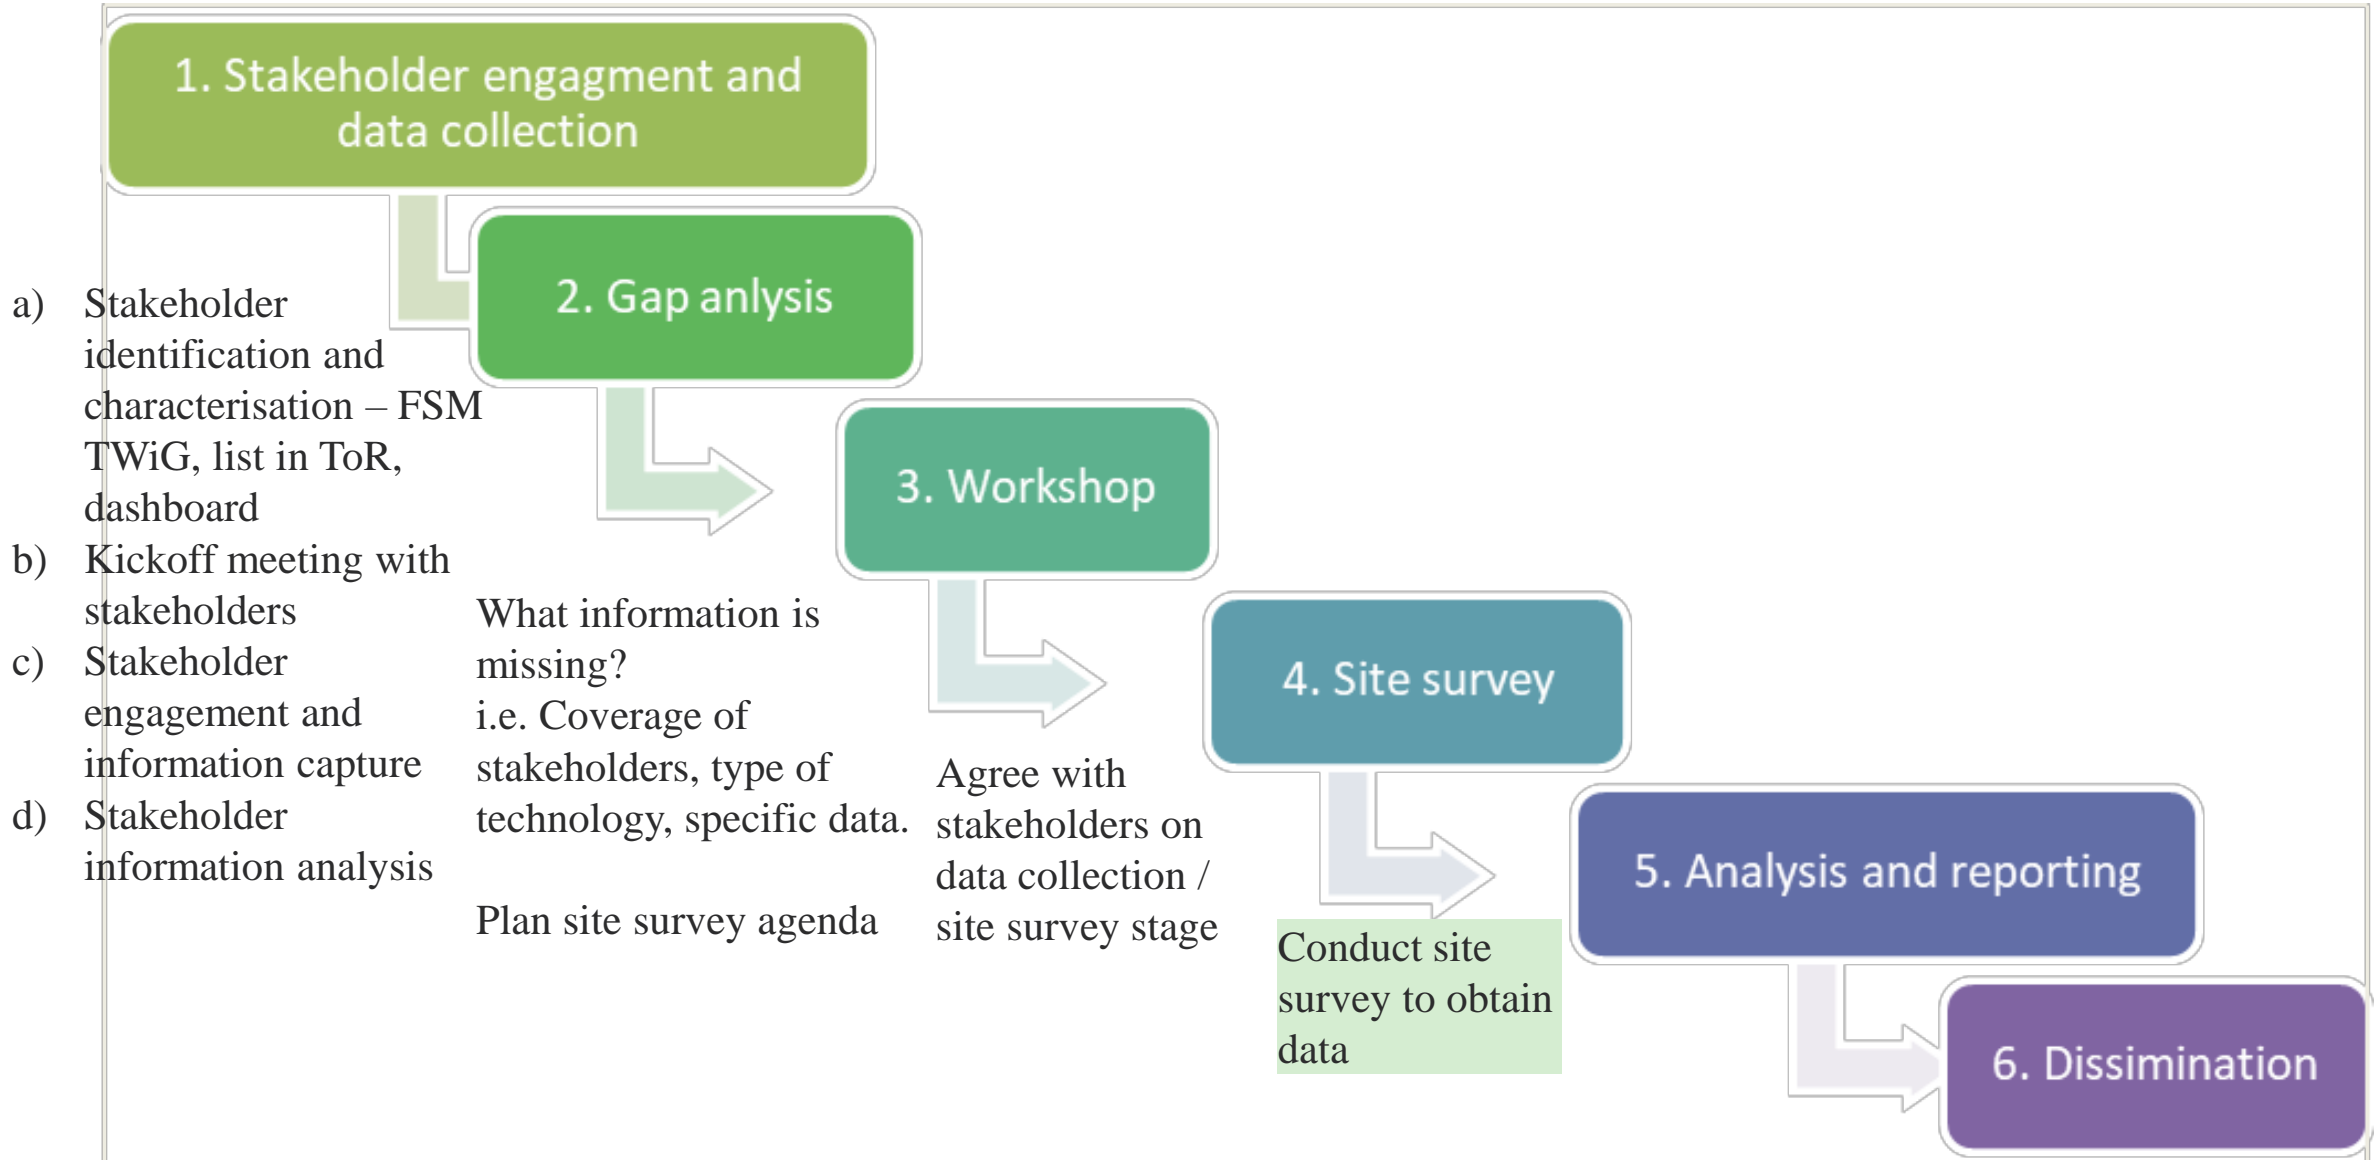 1. Stakeholder engagment and
data collection
2. Gap anlysis
a) Stakeholder
identification and
characterisation – FSM
TWiG, list in ToR,
dashboard
b) Kickoff meeting with
stakeholders
c) Stakeholder
engagement and
information capture
d) Stakeholder
information analysis
3. Workshop
What information is
missing?
i.e. Coverage of
stakeholders, type of
technology, specific data.
Plan site survey agenda
4. Site survey
Agree with
stakeholders on
data collection /
site survey stage
5. Analysis and reporting
Conduct site
survey to obtain
data
6. Dissimination